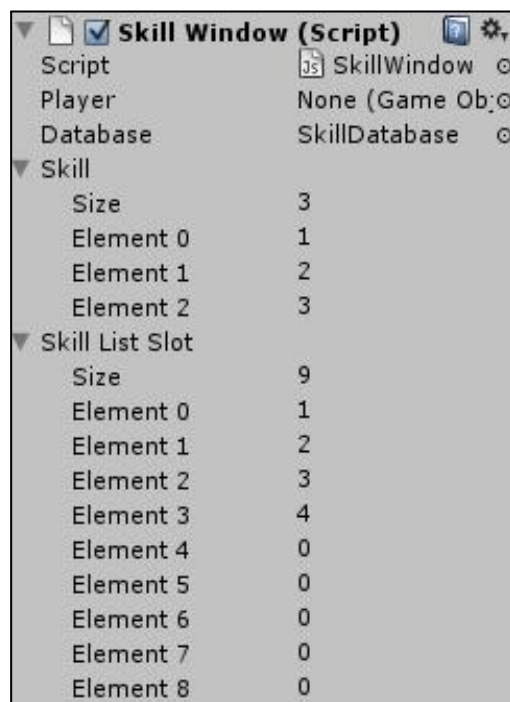 Skill Window (Script)
Script Js SkillWindow
Player None (Game Ob
Database SkillDatabase
Skill
Size 3
Element 0 1
Element 1 2
Element 2 3
Skill List Slot
Size 9
Element 0 1
Element 1 2
Element 2 3
Element 3 4
Element 4 0
Element 5 0
Element 6 0
Element 7 0
Element 8 0